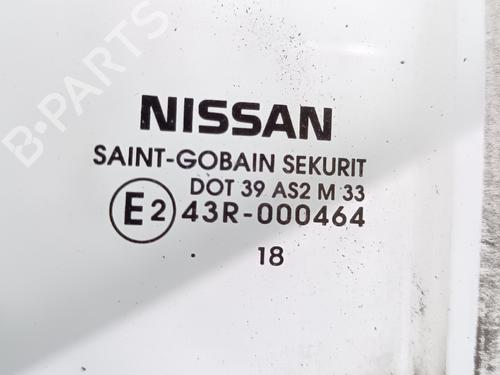 B-PARTS
NISSAN
SAINT-GOBAIN SEKURIT
DOT 39 AS2 M 33
E2 43R-000464
18